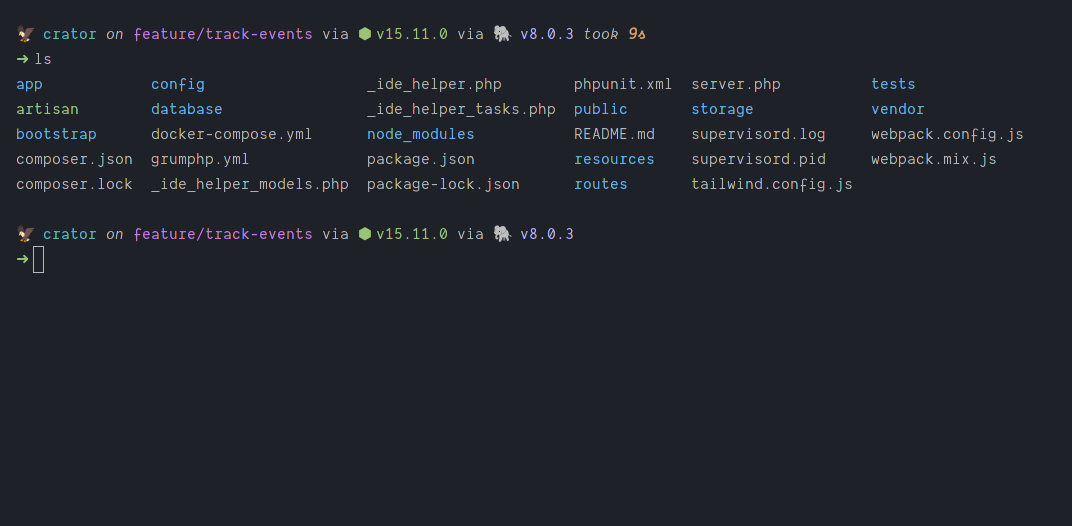 🦅 crator on feature/track-events via ⬢ v15.11.0 via 🐘 v8.0.3 took 9s
➜ ls
app config _ide_helper.php phpunit.xml server.php tests
artisan database _ide_helper_tasks.php public storage vendor
bootstrap docker-compose.yml node_modules README.md supervisord.log webpack.config.js
composer.json grumphp.yml package.json resources supervisord.pid webpack.mix.js
composer.lock _ide_helper_models.php package-lock.json routes tailwind.config.js
🦅 crator on feature/track-events via ⬢ v15.11.0 via 🐘 v8.0.3
➜